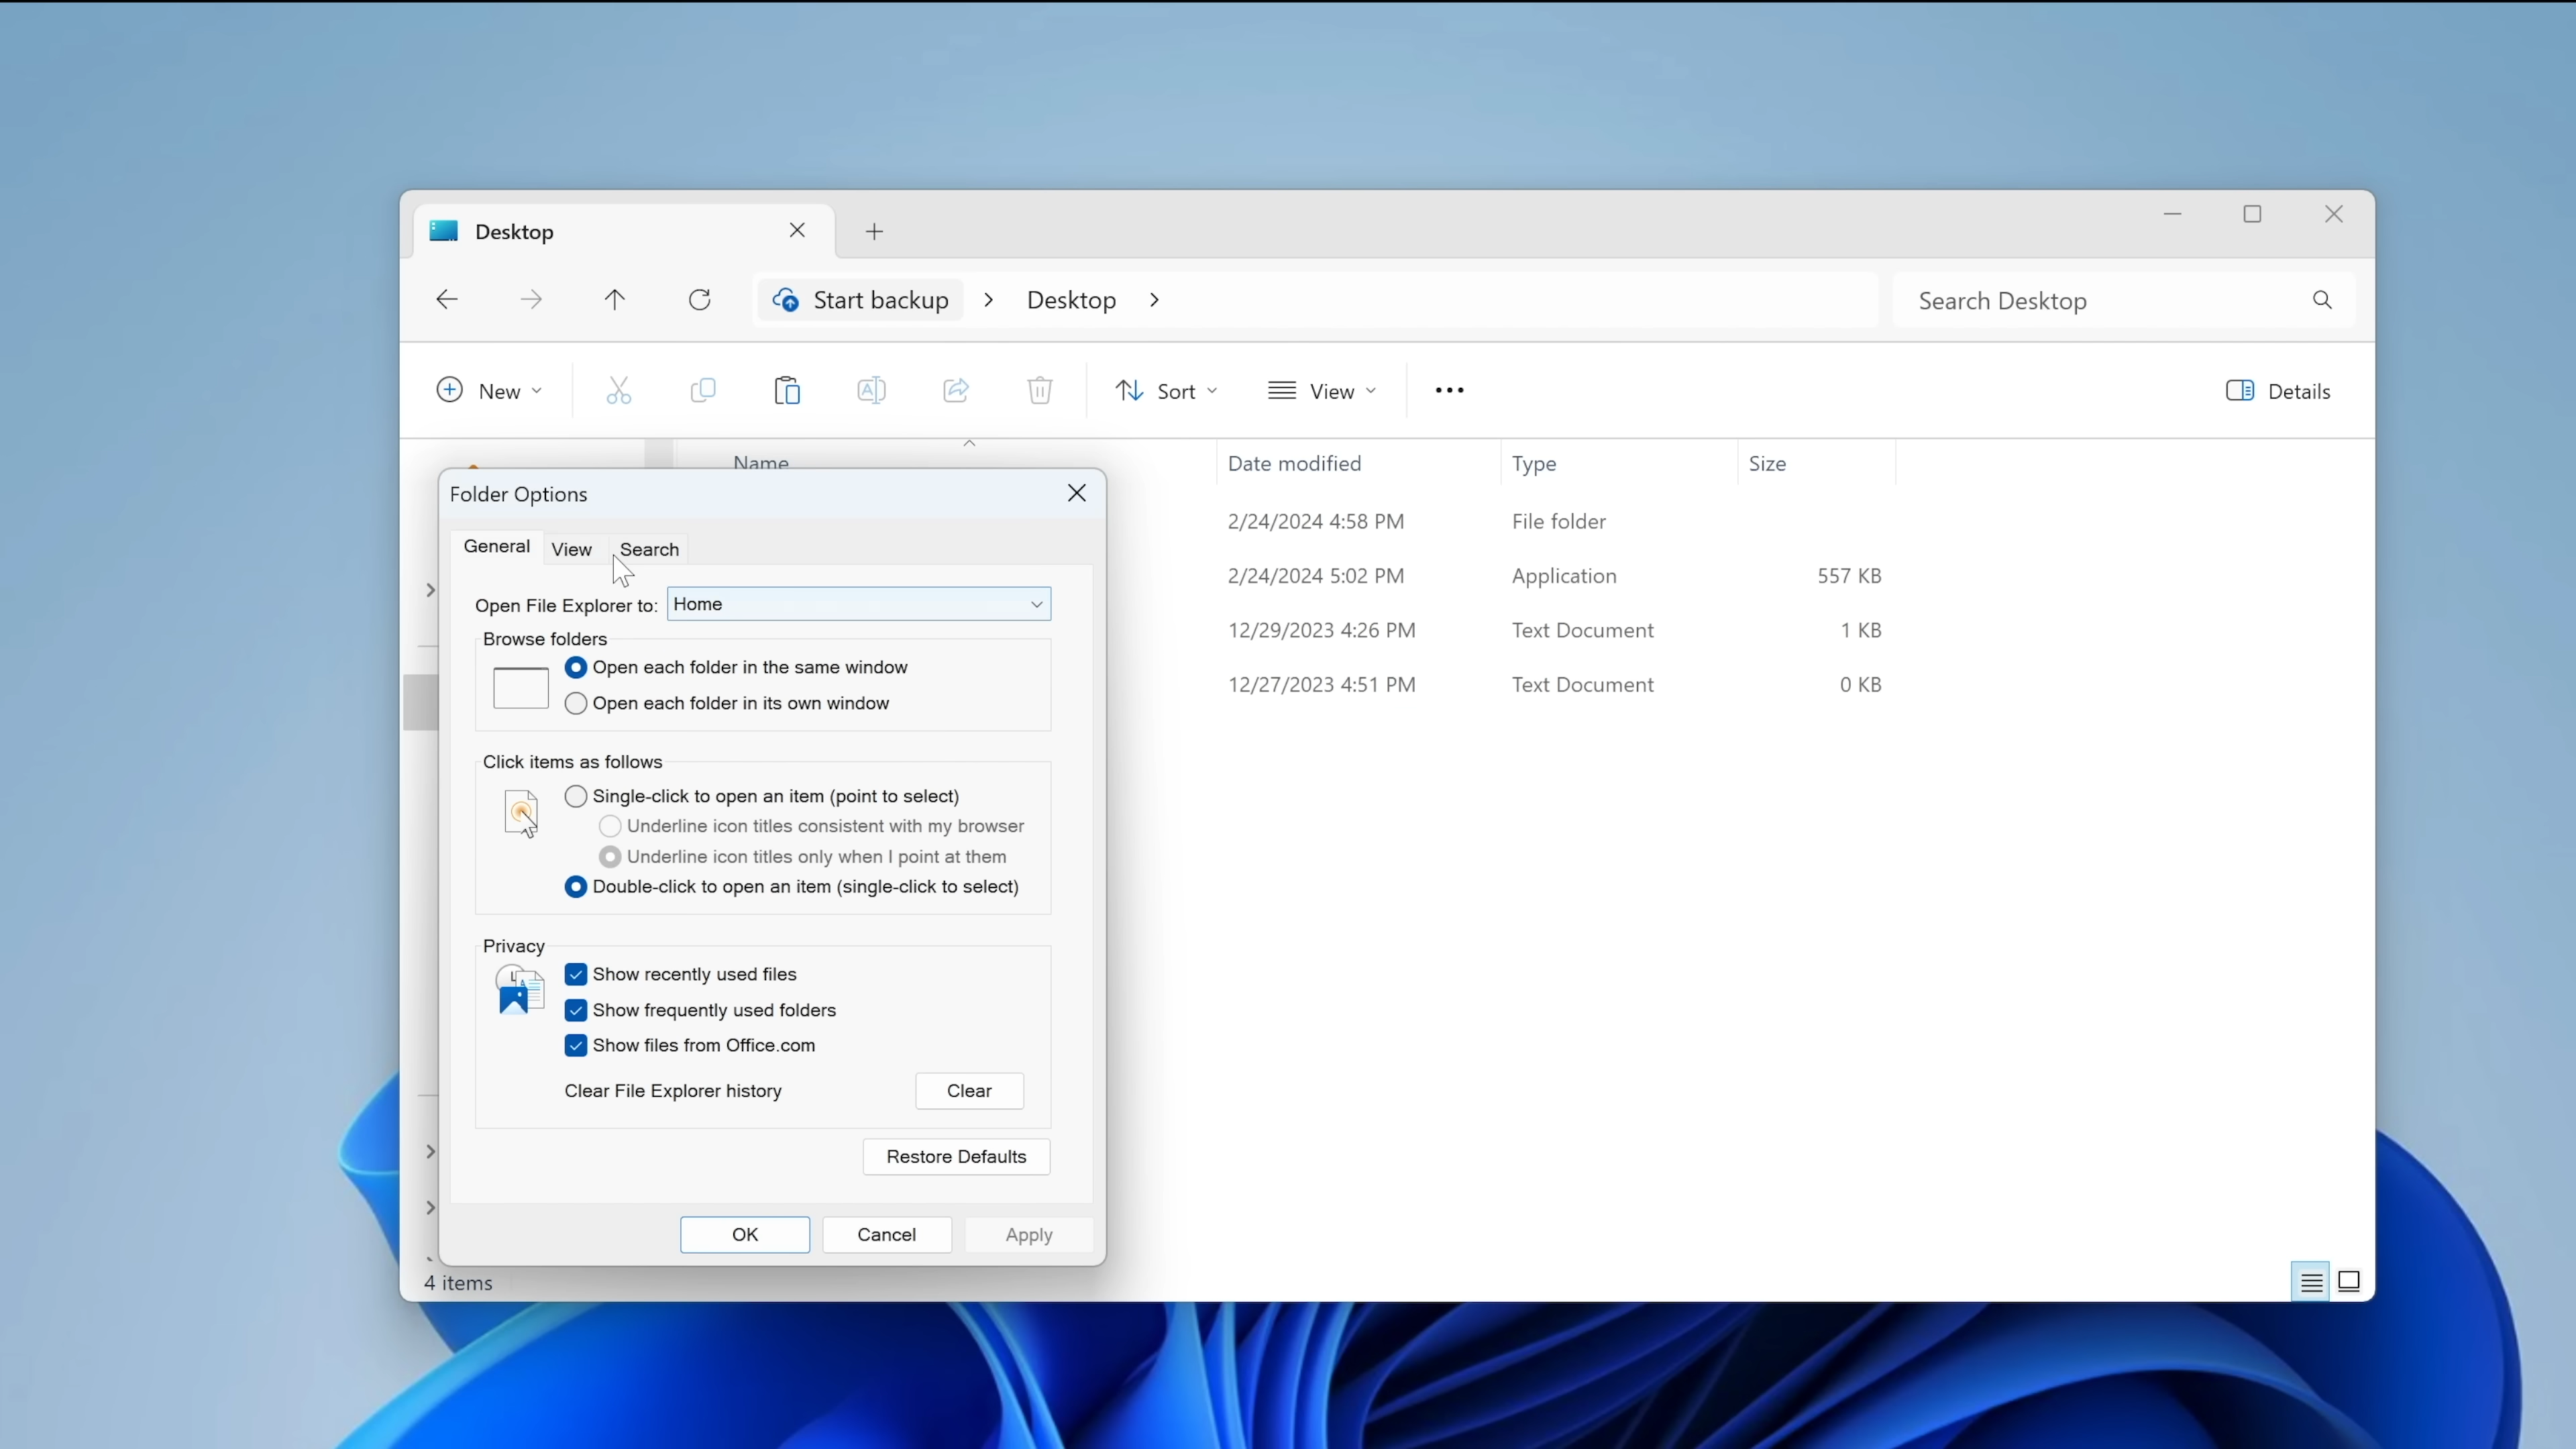 Desktop
Start backup
Desktop
Search Desktop
New
Sort
View
Details
Name
Date modified
Type
Size
2/24/2024 4:58 PM
File folder
2/24/2024 5:02 PM
Application
557 KB
12/29/2023 4:26 PM
Text Document
1 KB
12/27/2023 4:51 PM
Text Document
0 KB
Folder Options
General
View
Search
Open File Explorer to:
Home
Browse folders
Open each folder in the same window
Open each folder in its own window
Click items as follows
Single-click to open an item (point to select)
Underline icon titles consistent with my browser
Underline icon titles only when I point at them
Double-click to open an item (single-click to select)
Privacy
Show recently used files
Show frequently used folders
Show files from Office.com
Clear File Explorer history
Clear
Restore Defaults
OK
Cancel
Apply
4 items